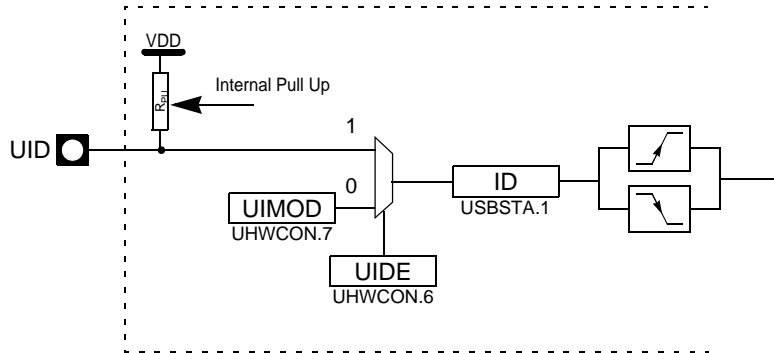 VDD
RPU
Internal Pull Up
1
UID
0
UIMOD
ID
UHWCON.7
USBSTA.1
UIDE
UHWCON.6